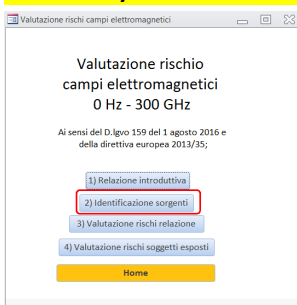 Valutazione rischi campi elettromagnetici
Valutazione rischio
campi elettromagnetici
0 Hz - 300 GHz
Ai sensi del D.lgvo 159 del 1 agosto 2016 e
della direttiva europea 2013/35;
1) Relazione introduttiva
2) Identificazione sorgenti
3) Valutazione rischi relazione
4) Valutazione rischi soggetti esposti
Home